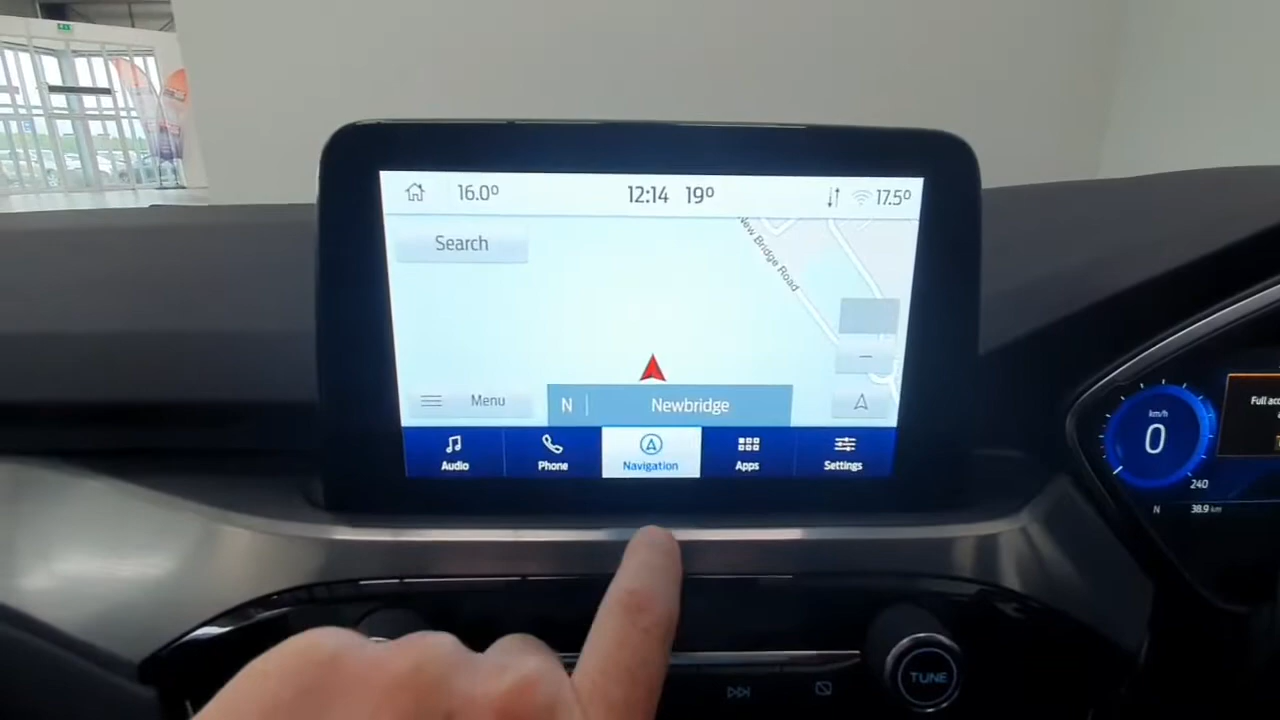 16.0° 12:14 19° 17.5°
Search
New Bridge Road
Menu N Newbridge
Audio Phone Navigation Apps Settings
km/h
0
240
N 38.9 km
Full
TUNE